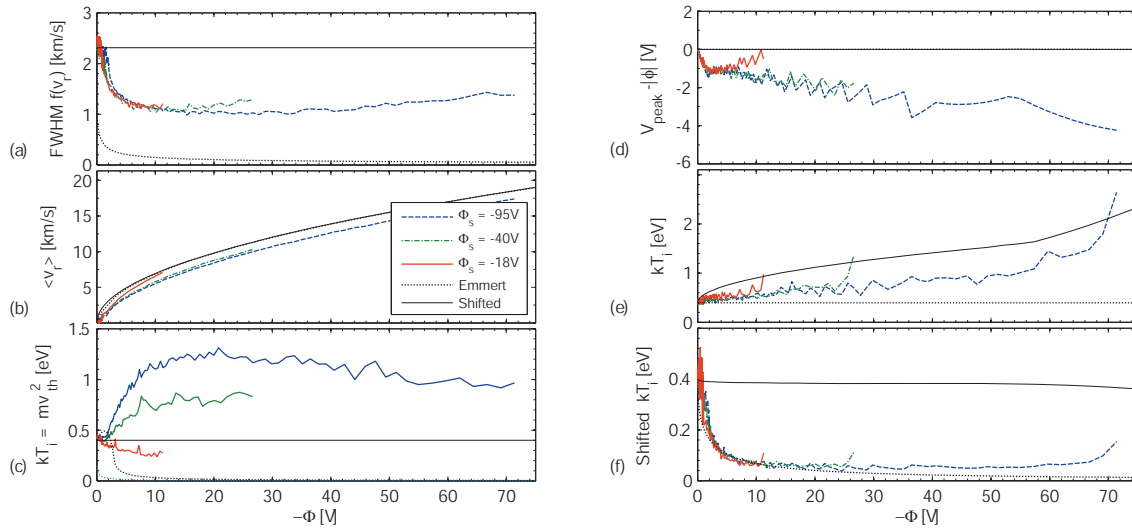 (a)
FWHM f(v_r) [km/s]
3
2
1
0
(b)
<v_r> [km/s]
20
15
10
5
Φ_s = -95V
Φ_s = -40V
Φ_s = -18V
Emmert
Shifted
(c)
kT_i = mv_th^2 [eV]
1.5
1
0.5
0
0 10 20 30 40 50 60 70
−Φ [V]
(d)
V_peak -|ϕ| [V]
2
0
-2
-4
-6
(e)
kT_i [eV]
2
1
0
(f)
Shifted kT_i [eV]
0.4
0.2
0
0 10 20 30 40 50 60 70
−Φ [V]